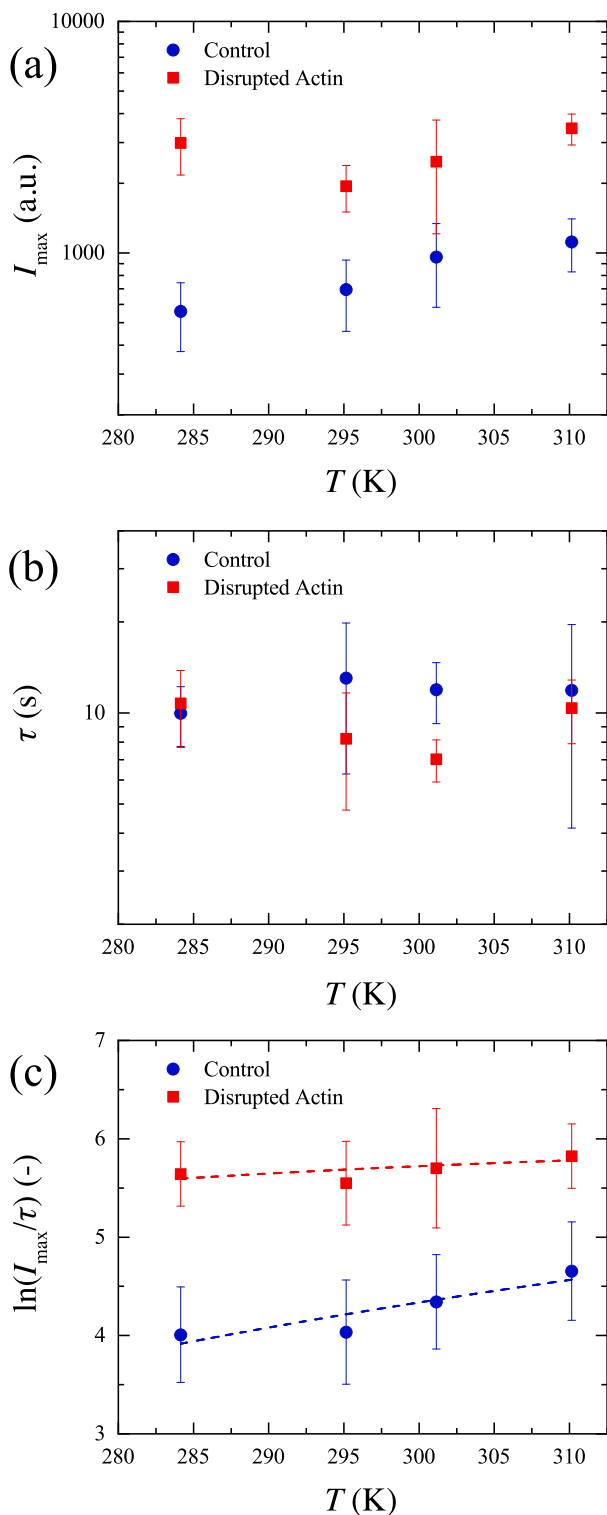 (a)
10000
1000
I_max (a.u.)
Control
Disrupted Actin
280 285 290 295 300 305 310
T (K)
(b)
10
τ (s)
Control
Disrupted Actin
280 285 290 295 300 305 310
T (K)
(c)
7
6
5
4
3
ln(I_max/τ) (-)
Control
Disrupted Actin
280 285 290 295 300 305 310
T (K)